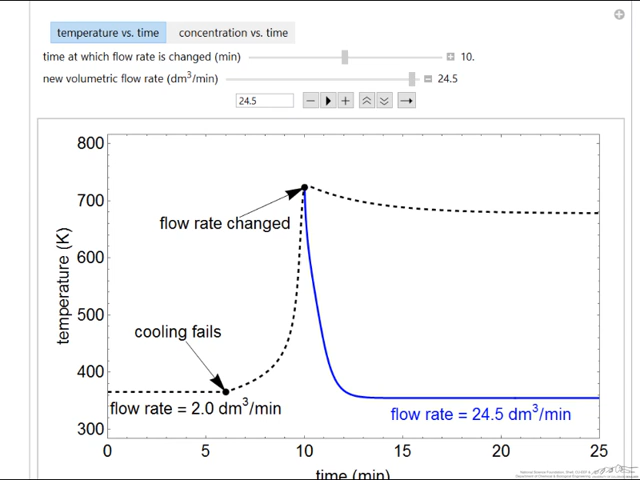 temperature vs. time concentration vs. time
time at which flow rate is changed (min) 10.
new volumetric flow rate (dm³/min) 24.5
24.5
800
700
600
500
400
300
temperature (K)
flow rate changed
cooling fails
flow rate = 2.0 dm³/min
flow rate = 24.5 dm³/min
0 5 10 15 20 25
time (min)